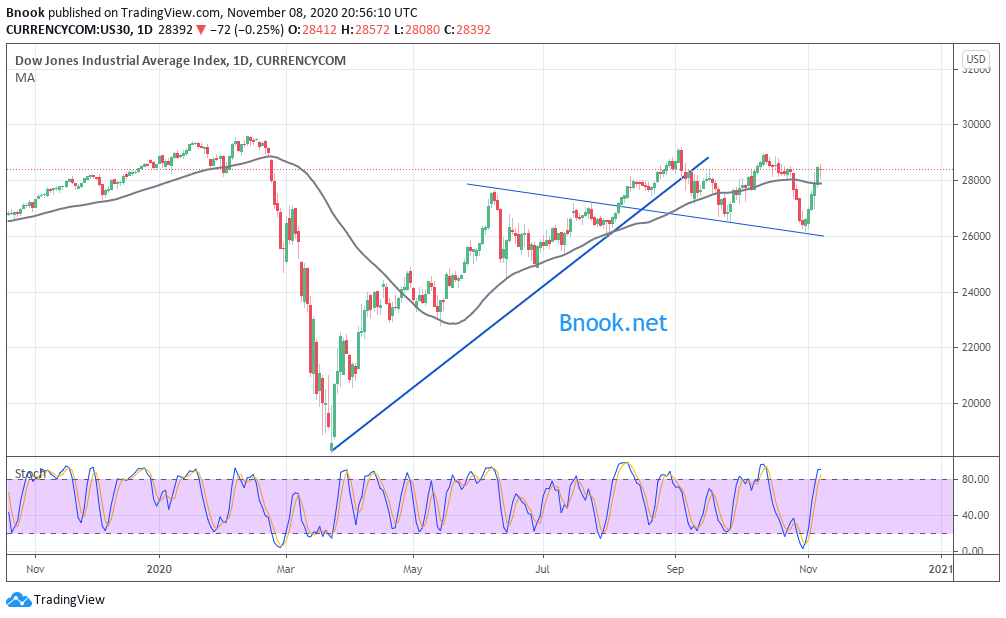 Bnook published on TradingView.com, November 08, 2020 20:56:10 UTC
CURRENCYCOM:US30, 1D 28392 ▼ −72 (−0.25%) O:28412 H:28572 L:28080 C:28392
Dow Jones Industrial Average Index, 1D, CURRENCYCOM
MA
USD
32000
30000
28000
26000
24000
22000
20000
Bnook.net
Stoch
80.00
40.00
0.00
Nov 2020 Mar May Jul Sep Nov 2021
TradingView